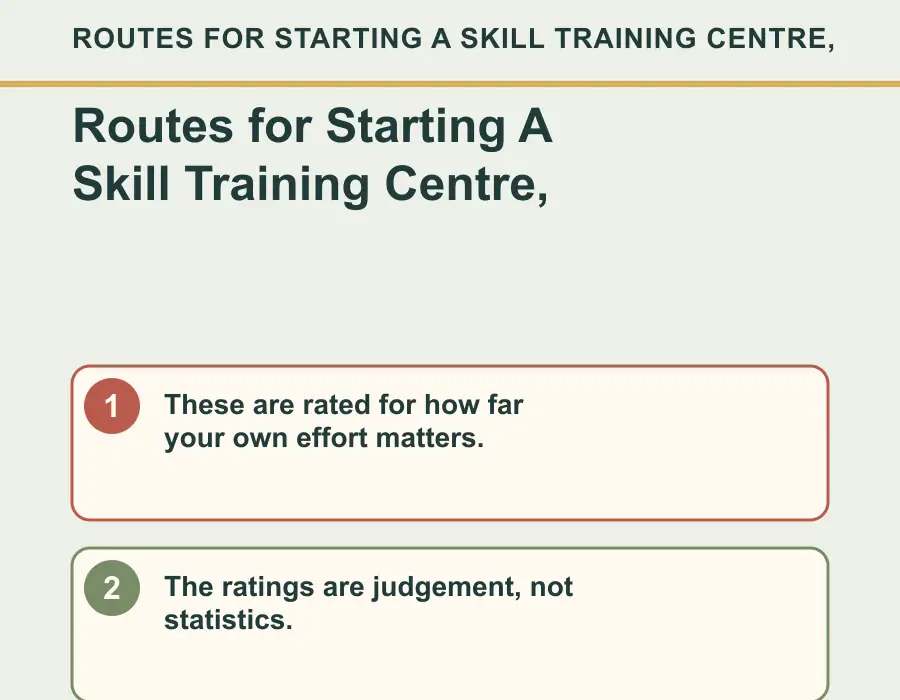 ROUTES FOR STARTING A SKILL TRAINING CENTRE,
Routes for Starting A
Skill Training Centre,
1
These are rated for how far
your own effort matters.
2
The ratings are judgement, not
statistics.